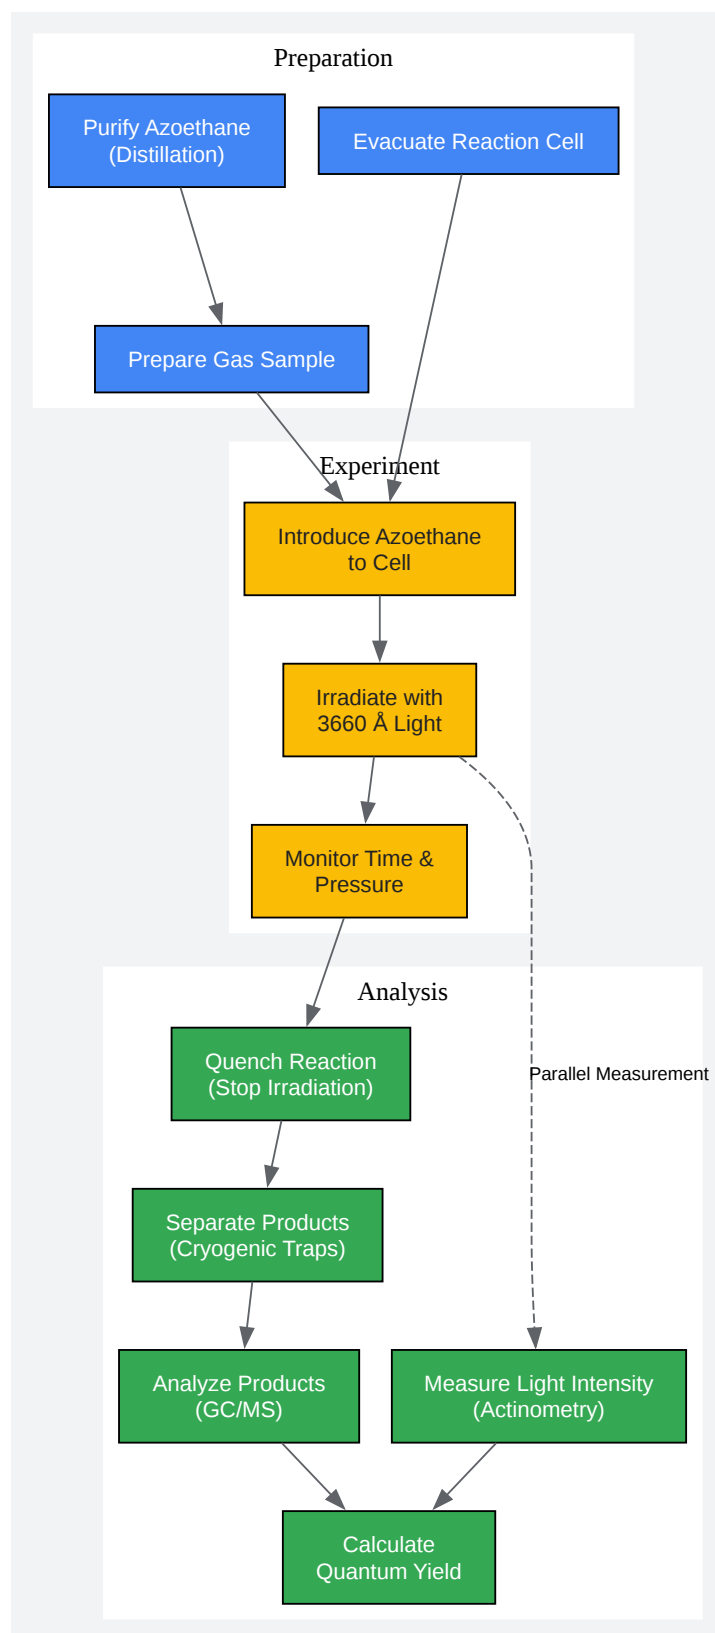 Preparation
Purify Azoethane
(Distillation)
Evacuate Reaction Cell
Prepare Gas Sample
Experiment
Introduce Azoethane
to Cell
Irradiate with
3660 Å Light
Monitor Time &
Pressure
Analysis
Quench Reaction
(Stop Irradiation)
Parallel Measurement
Separate Products
(Cryogenic Traps)
Analyze Products
(GC/MS)
Measure Light Intensity
(Actinometry)
Calculate
Quantum Yield